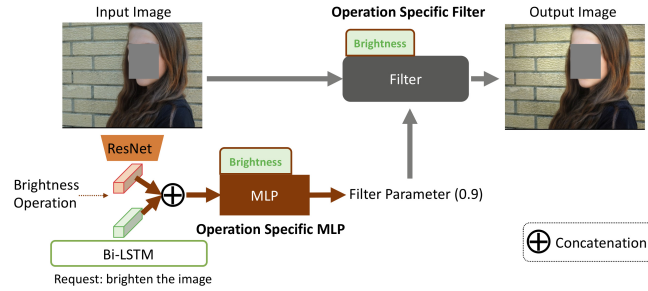 Input Image
Operation Specific Filter
Output Image
Brightness
Filter
ResNet
Brightness
Operation
Brightness
MLP
Filter Parameter (0.9)
Operation Specific MLP
Bi-LSTM
Concatenation
Request: brighten the image